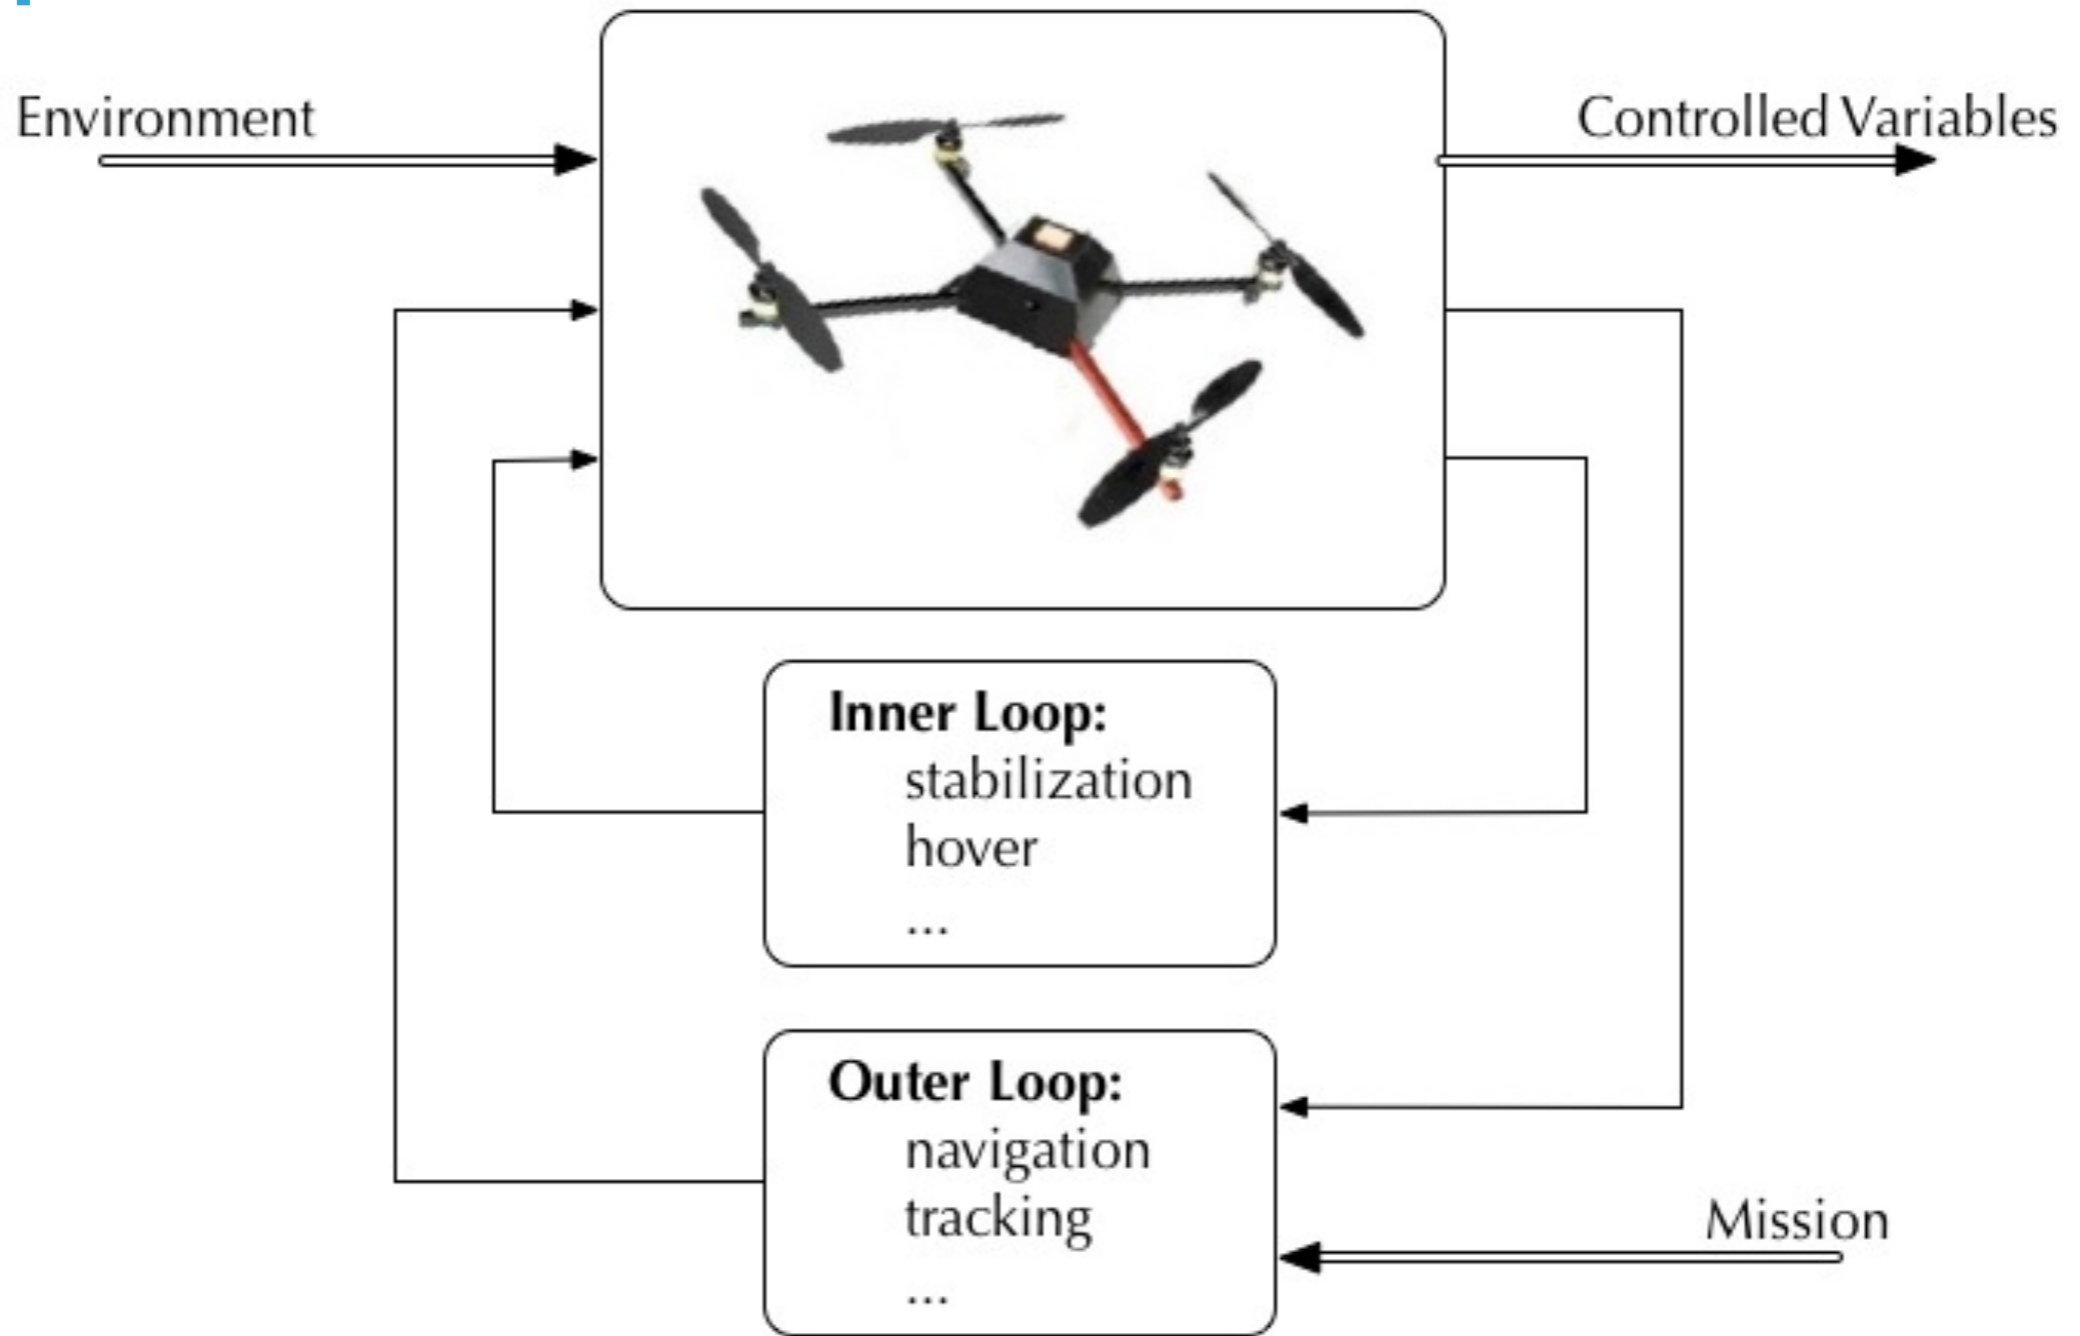 Environment
Controlled Variables
Inner Loop:
stabilization
hover
...
Outer Loop:
navigation
tracking
...
Mission